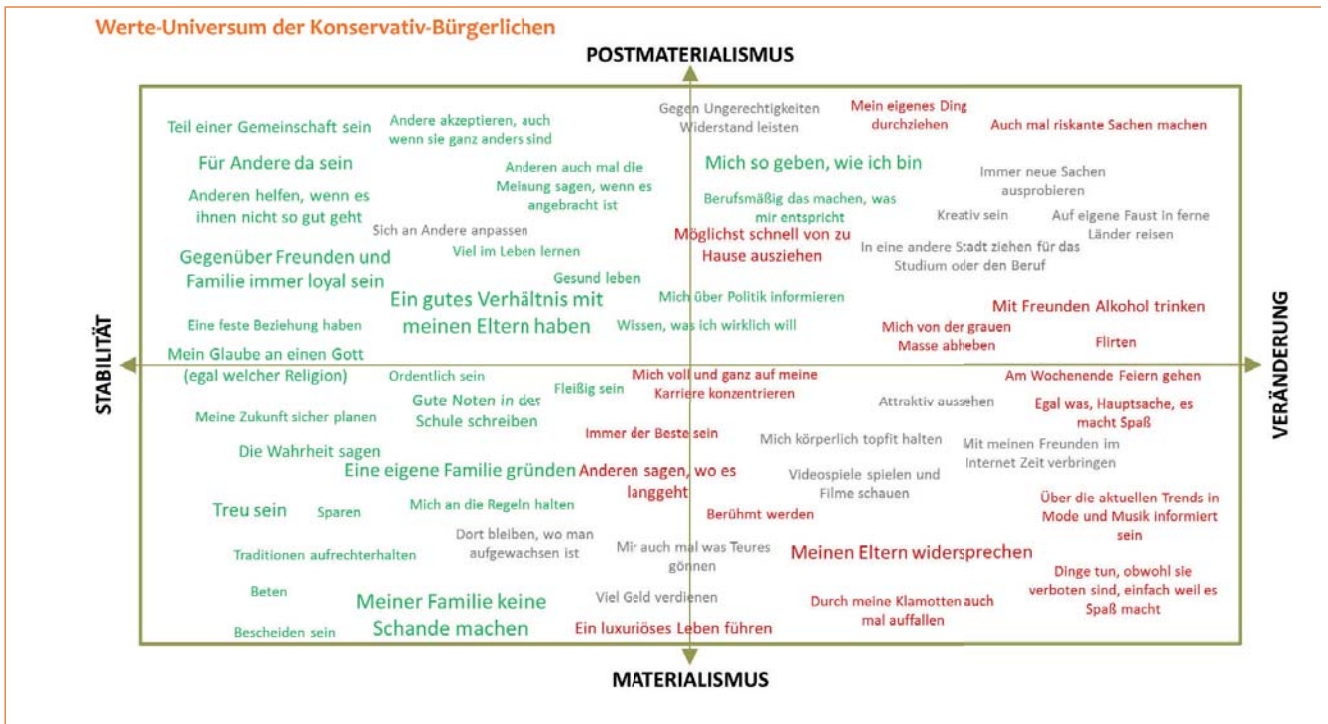 Werte-Universum der Konservativ-Bürgerlichen
POSTMATERIALISMUS
Teil einer Gemeinschaft sein
Andere akzeptieren, auch
wenn sie ganz anders sind
Gegen Ungerechtigkeiten
Widerstand leisten
Mein eigenes Ding
durchziehen
Auch mal riskante Sachen machen
Für Andere da sein
Anderen auch mal die
Meinung sagen, wenn es
angebracht ist
Mich so geben, wie ich bin
Immer neue Sachen
ausprobieren
Anderen helfen, wenn es
ihnen nicht so gut geht
Berufsmäßig das machen, was
mir entspricht
Kreativ sein
Auf eigene Faust in ferne
Länder reisen
Sich an Andere anpassen
Viel im Leben lernen
Möglichst schnell von zu
Hause ausziehen
In eine andere Stadt ziehen für das
Studium oder den Beruf
Gegenüber Freunden und
Familie immer loyal sein
Gesund leben
Ein gutes Verhältnis mit
meinen Eltern haben
Mich über Politik informieren
Mit Freunden Alkohol trinken
Eine feste Beziehung haben
Wissen, was ich wirklich will
Mich von der grauen
Masse abheben
Flirten
STABILITÄT
VERÄNDERUNG
Mein Glaube an einen Gott
(egal welcher Religion)
Ordentlich sein
Fleißig sein
Mich voll und ganz auf meine
Karriere konzentrieren
Am Wochenende Feiern gehen
Meine Zukunft sicher planen
Gute Noten in der
Schule schreiben
Attraktiv aussehen
Egal was, Hauptsache, es
macht Spaß
Die Wahrheit sagen
Immer der Beste sein
Mich körperlich topfit halten
Mit meinen Freunden im
Internet Zeit verbringen
Eine eigene Familie gründen
Anderen sagen, wo es
langgeht
Videospiele spielen und
Filme schauen
Treu sein
Sparen
Mich an die Regeln halten
Berühmt werden
Über die aktuellen Trends in
Mode und Musik informiert
sein
Traditionen aufrechterhalten
Dort bleiben, wo man
aufgewachsen ist
Mir auch mal was Teures
gönnen
Meinen Eltern widersprechen
Beten
Meiner Familie keine
Schande machen
Viel Geld verdienen
Durch meine Klamotten auch
mal auffallen
Dinge tun, obwohl sie
verboten sind, einfach weil es
Spaß macht
Bescheiden sein
Ein luxuriöses Leben führen
MATERIALISMUS